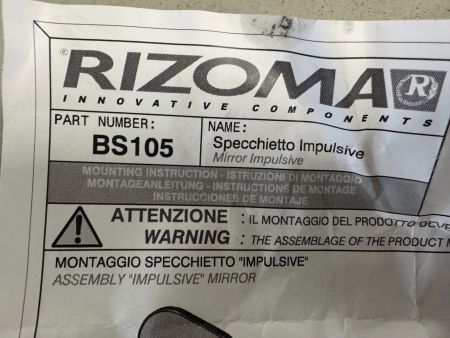 RIZOMA
INNOVATIVE COMPONENTS
PART NUMBER:
BS105
NAME:
Specchietto Impulsive
Mirror Impulsive
MOUNTING INSTRUCTION - ISTRUZIONI DI MONTAGGIO
MONTAGEANLEITUNG - INSTRUCTIONS DE MONTAGE
INSTRUCCIONES DE MONTAJE
ATTENZIONE : IL MONTAGGIO DEL PRODOTTO DEVE
WARNING : THE ASSEMBLAGE OF THE PRODUCT
MONTAGGIO SPECCHIETTO "IMPULSIVE"
ASSEMBLY "IMPULSIVE" MIRROR